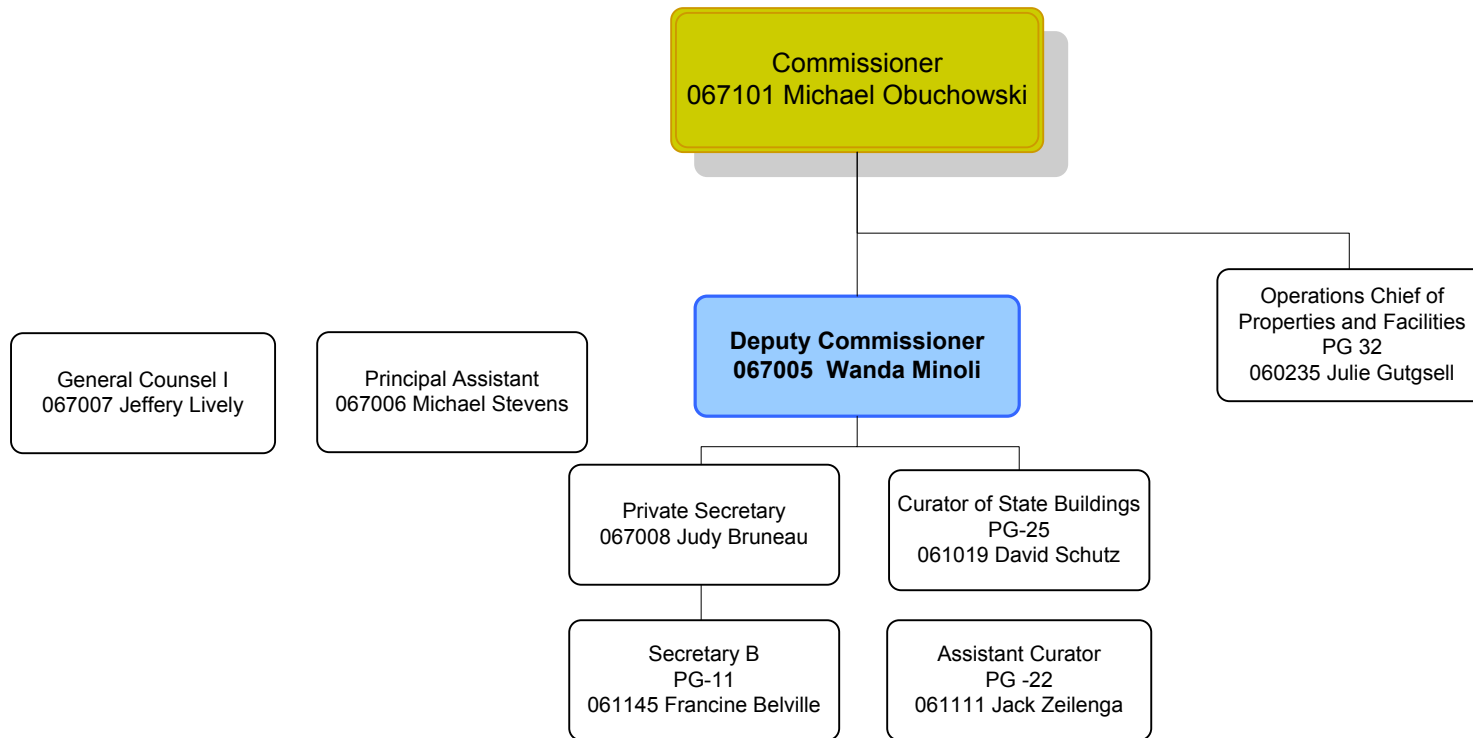 Commissioner
067101 Michael Obuchowski
Operations Chief of
Properties and Facilities
PG 32
060235 Julie Gutgsell
Deputy Commissioner
067005  Wanda Minoli
General Counsel I
067007 Jeffery Lively
Principal Assistant
067006 Michael Stevens
Private Secretary
067008 Judy Bruneau
Curator of State Buildings
PG-25
061019 David Schutz
Secretary B
PG-11
061145 Francine Belville
Assistant Curator
PG -22
061111 Jack Zeilenga